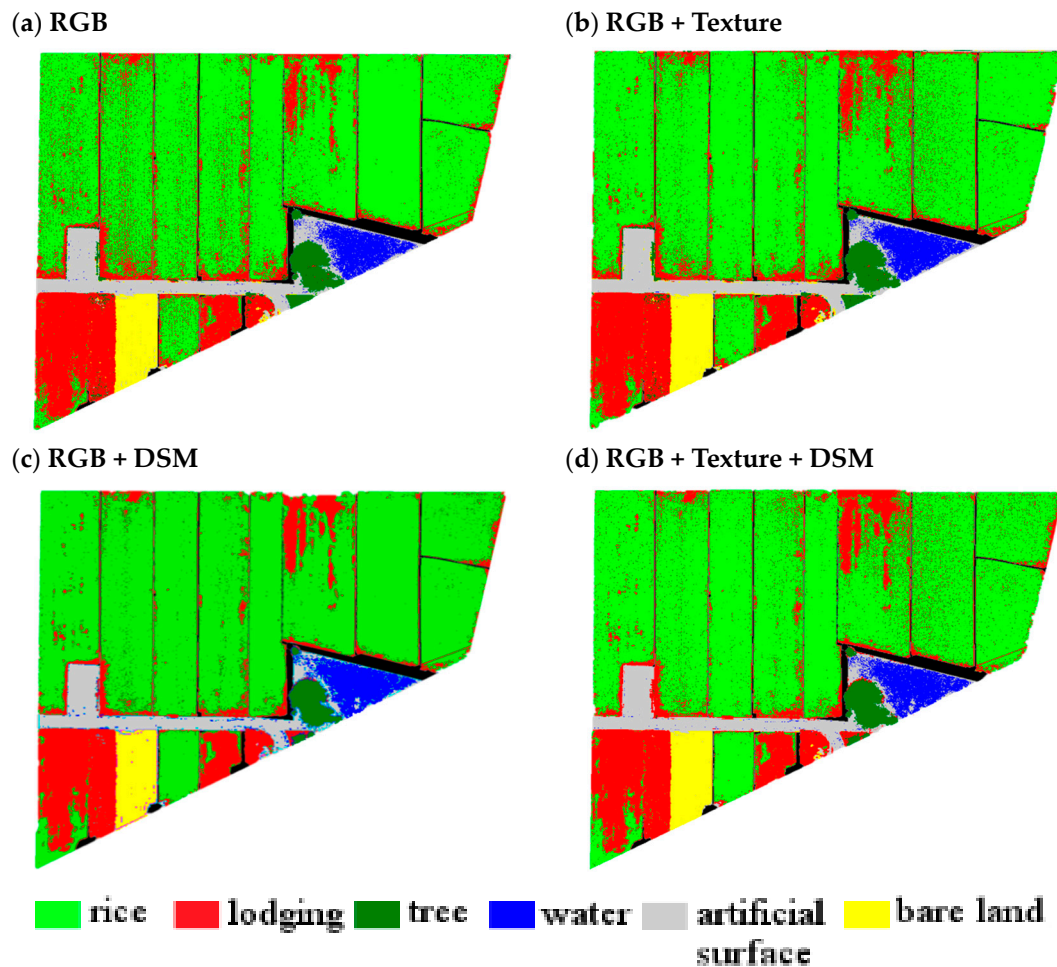 (a) RGB
(b) RGB + Texture
(c) RGB + DSM
(d) RGB + Texture + DSM
rice lodging tree water artificial bare land
surface